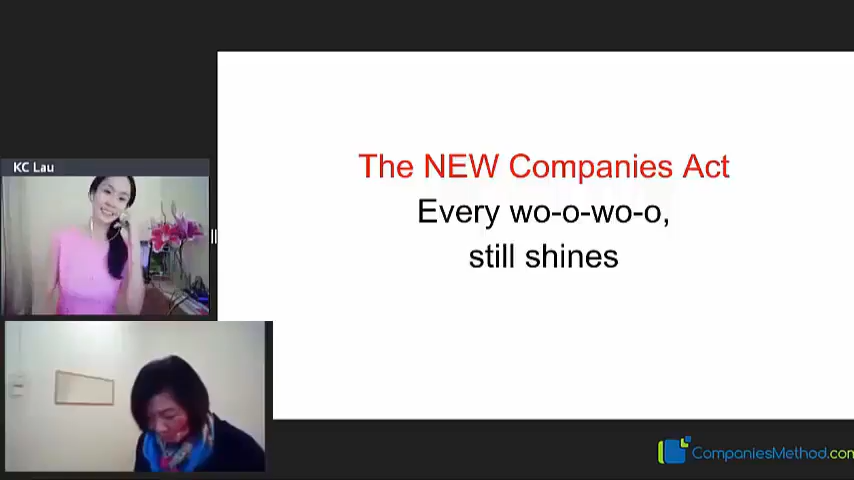 KC Lau
The NEW Companies Act
Every wo-o-wo-o,
still shines
CompaniesMethod.com